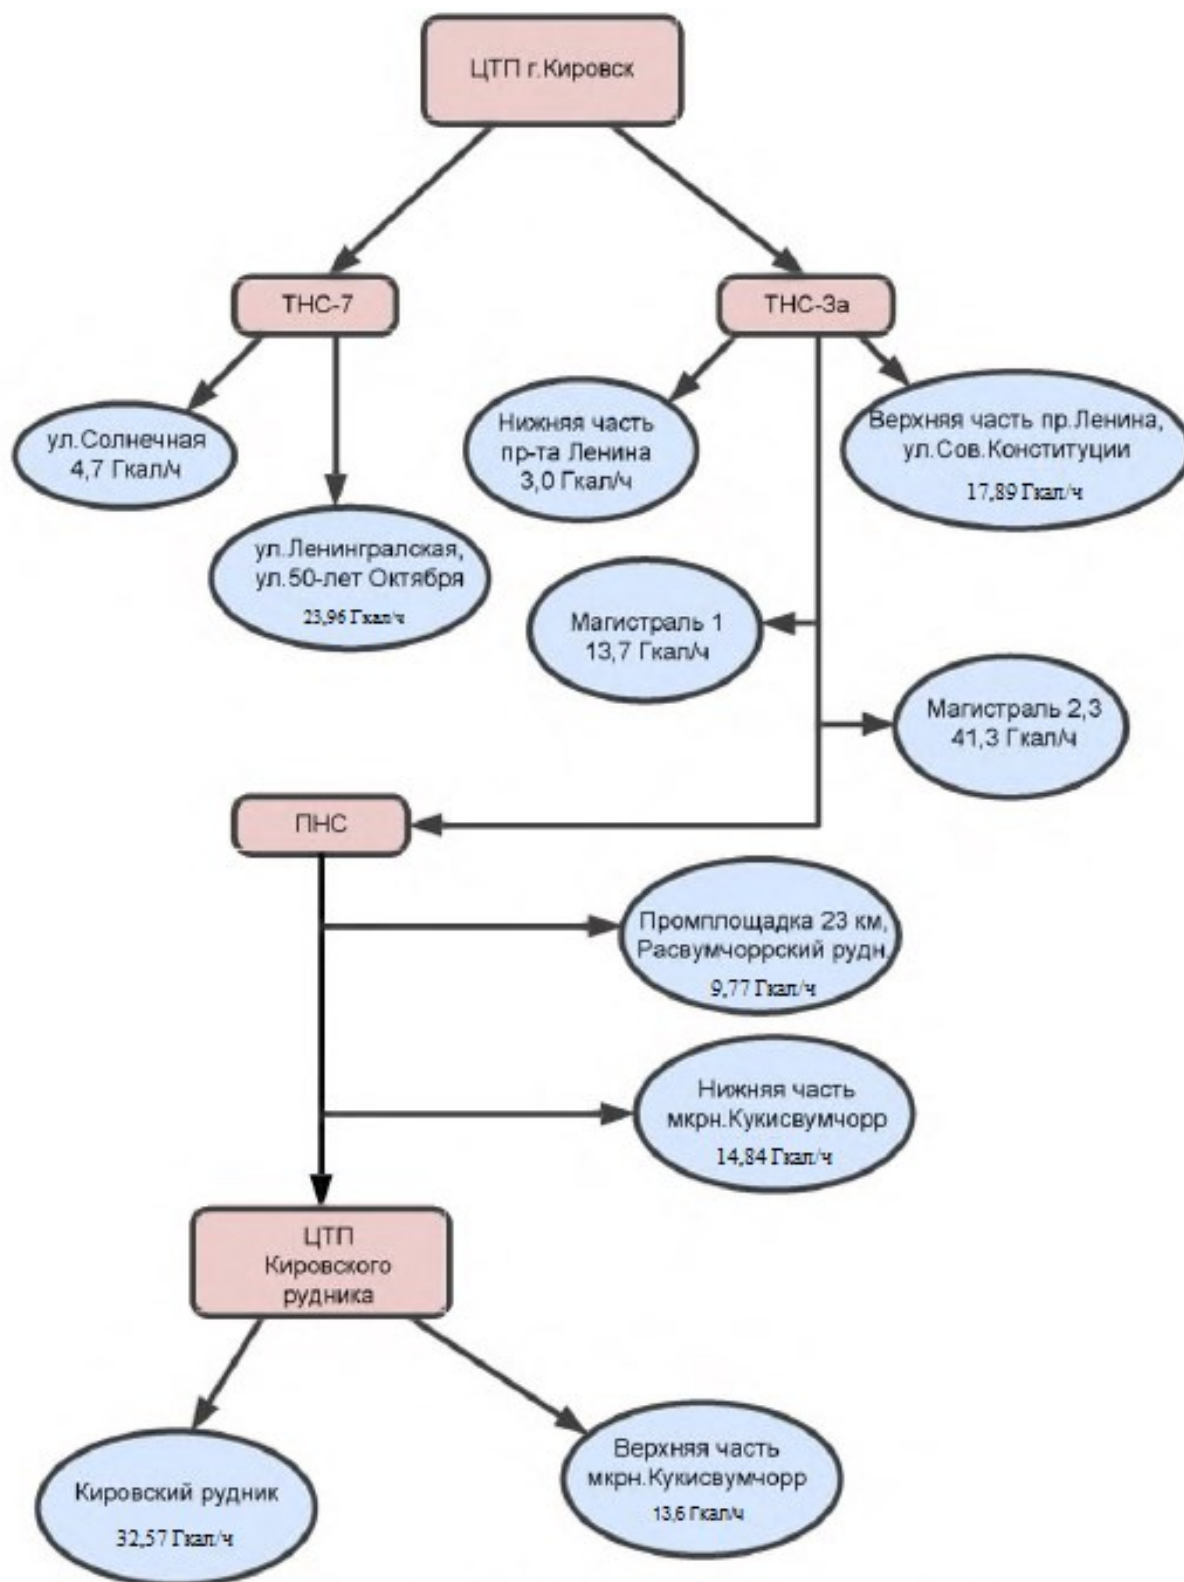 ЦТП г.Кировск
ТНС-7
ТНС-3а
ул.Солнечная
4,7 Гкал/ч
Нижняя часть
пр-та Ленина
3,0 Гкал/ч
Верхняя часть пр.Ленина,
ул.Сов.Конституции
17,89 Гкал/ч
ул.Ленингралская,
ул.50-лет Октября
23,96 Гкал/ч
Магистраль 1
13,7 Гкал/ч
Магистраль 2,3
41,3 Гкал/ч
ПНС
Промплощадка 23 км,
Расвумчоррский рудн.
9,77 Гкал/ч
Нижняя часть
мкрн.Кукисвумчорр
14,84 Гкал/ч
ЦТП
Кировского
рудника
Кировский рудник
32,57 Гкал/ч
Верхняя часть
мкрн.Кукисвумчорр
13,6 Гкал/ч